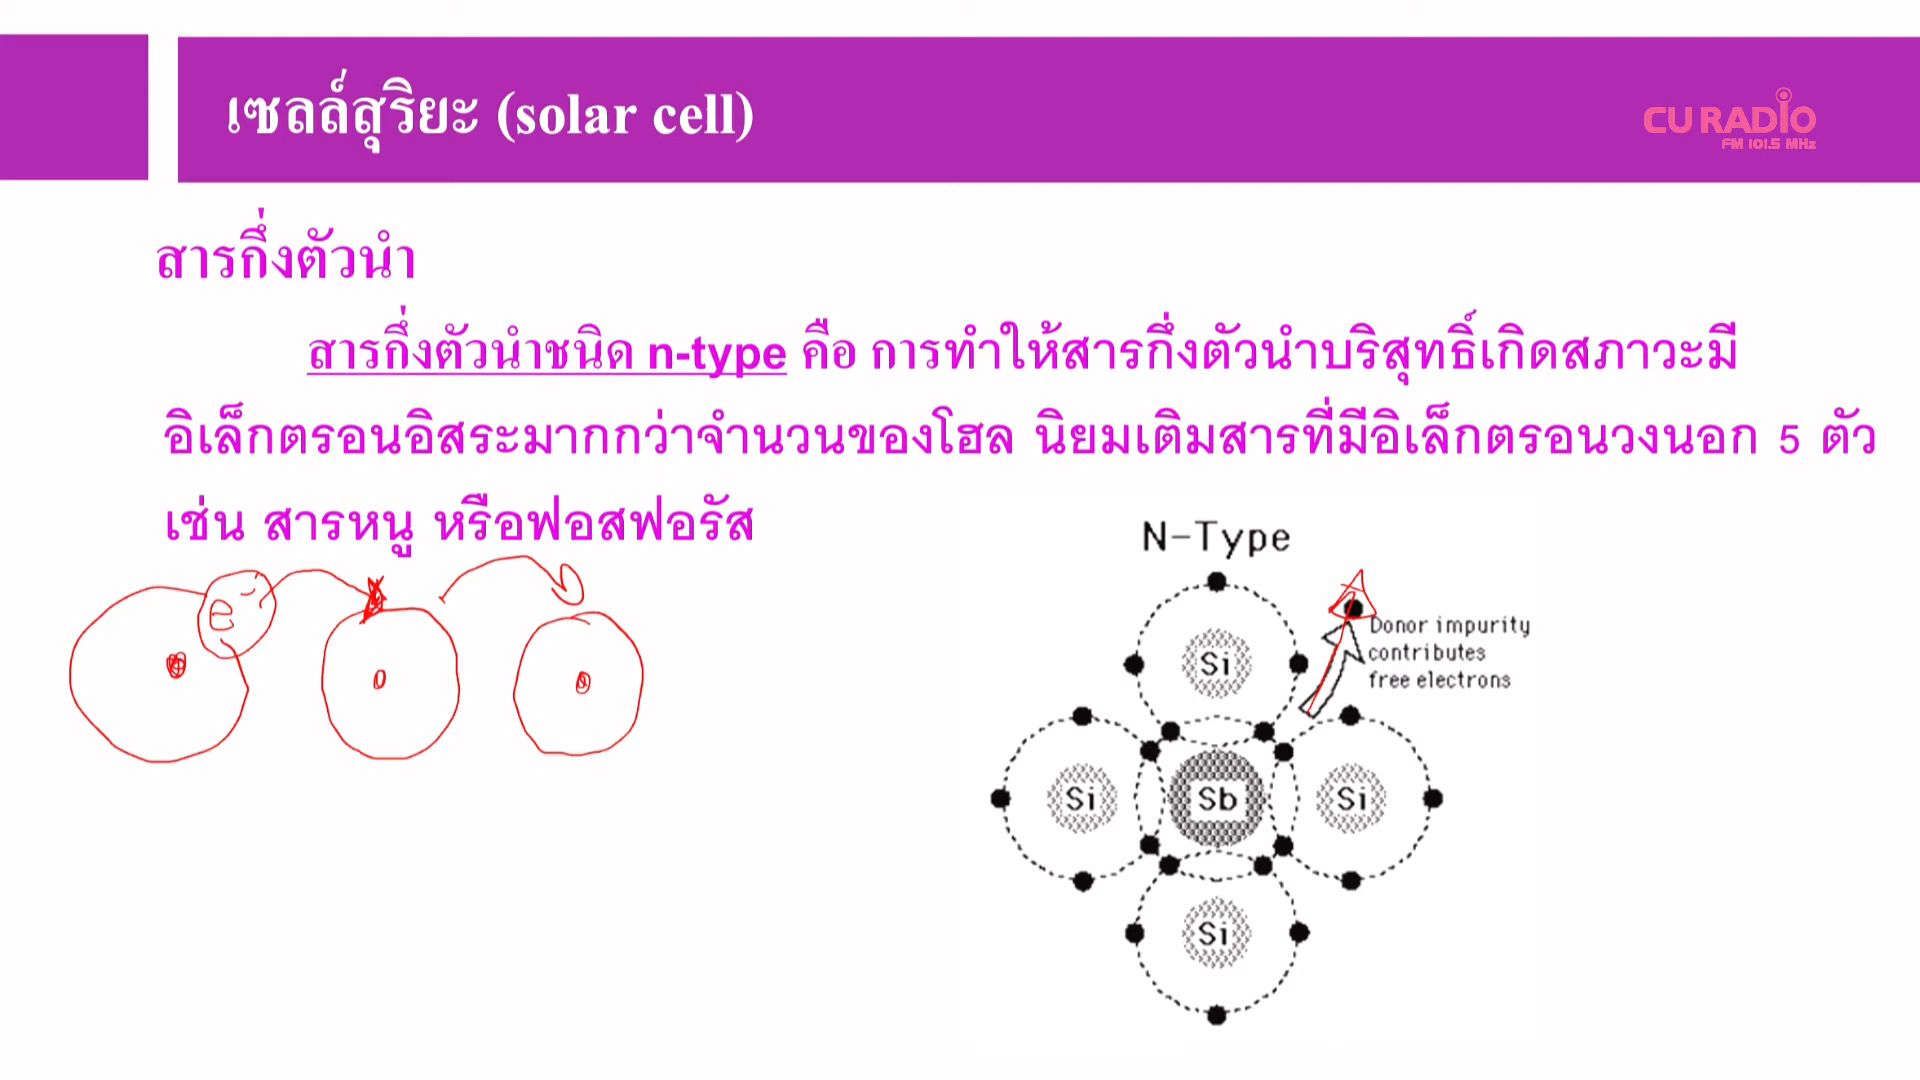 เซลล์สุริยะ (solar cell)
CU RADIO
FM 101.5 MHz
สารกึ่งตัวนำ
สารกึ่งตัวนำชนิด n-type คือ การทำให้สารกึ่งตัวนำบริสุทธิ์เกิดสภาวะมี
อิเล็กตรอนอิสระมากกว่าจำนวนของโฮล นิยมเติมสารที่มีอิเล็กตรอนวงนอก 5 ตัว
เช่น สารหนู หรือฟอสฟอรัส
N-Type
Donor impurity
contributes
free electrons
Si
Si Sb Si
Si